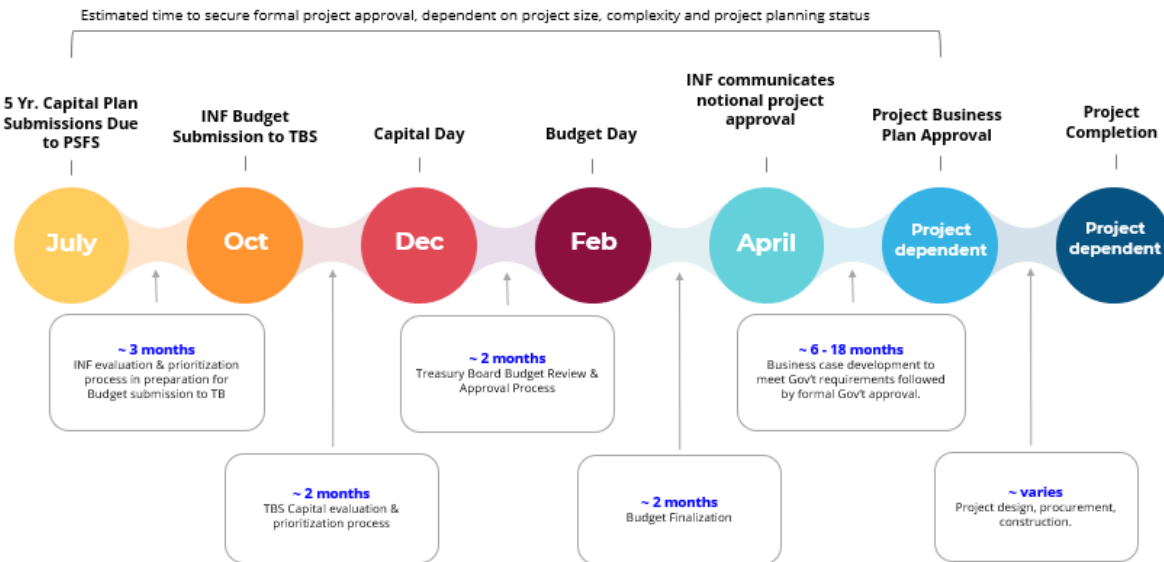 Estimated time to secure formal project approval, dependent on project size, complexity and project planning status
5 Yr. Capital Plan
Submissions Due
to PSFS
INF Budget
Submission to TBS
Capital Day
Budget Day
INF communicates
notional project
approval
Project Business
Plan Approval
Project
Completion
July
Oct
Dec
Feb
April
Project
dependent
Project
dependent
~ 3 months
INF evaluation & prioritization
process in preparation for
Budget submission to TB
~ 2 months
Treasury Board Budget Review &
Approval Process
~ 6 - 18 months
Business case development to
meet Gov't requirements followed
by formal Gov't approval.
~ 2 months
TBS Capital evaluation &
prioritization process
~ 2 months
Budget Finalization
~ varies
Project design, procurement,
construction.